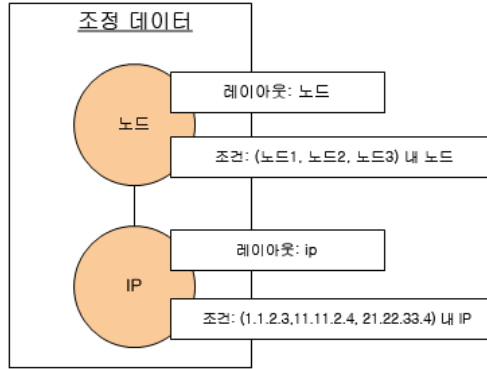 조정 데이터
레이아웃: 노드
노드
조건: (노드1, 노드2, 노드3) 내 노드
레이아웃: ip
IP
조건: (1.1.2.3,11.11.2.4, 21.22.33.4) 내 IP